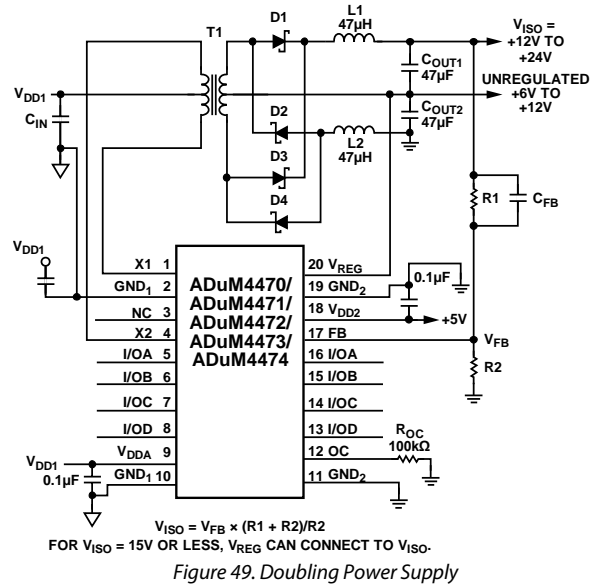 T1
D1
L1
47µH
V_ISO =
+12V TO
+24V
C_OUT1
47µF
UNREGULATED
+6V TO
+12V
V_DD1
C_IN
C_OUT2
47µF
D2
L2
47µH
D3
D4
R1
C_FB
V_DD1
X1 1
GND_1 2
NC 3
X2 4
I/OA 5
I/OB 6
I/OC 7
I/OD 8
V_DDA 9
GND_1 10
ADuM4470/
ADuM4471/
ADuM4472/
ADuM4473/
ADuM4474
20 V_REG
19 GND_2
18 V_DD2
17 FB
16 I/OA
15 I/OB
14 I/OC
13 I/OD
12 OC
11 GND_2
0.1µF
+5V
V_FB
R2
R_OC
100kΩ
V_DD1
0.1µF
V_ISO = V_FB × (R1 + R2)/R2
FOR V_ISO = 15V OR LESS, V_REG CAN CONNECT TO V_ISO.
Figure 49. Doubling Power Supply